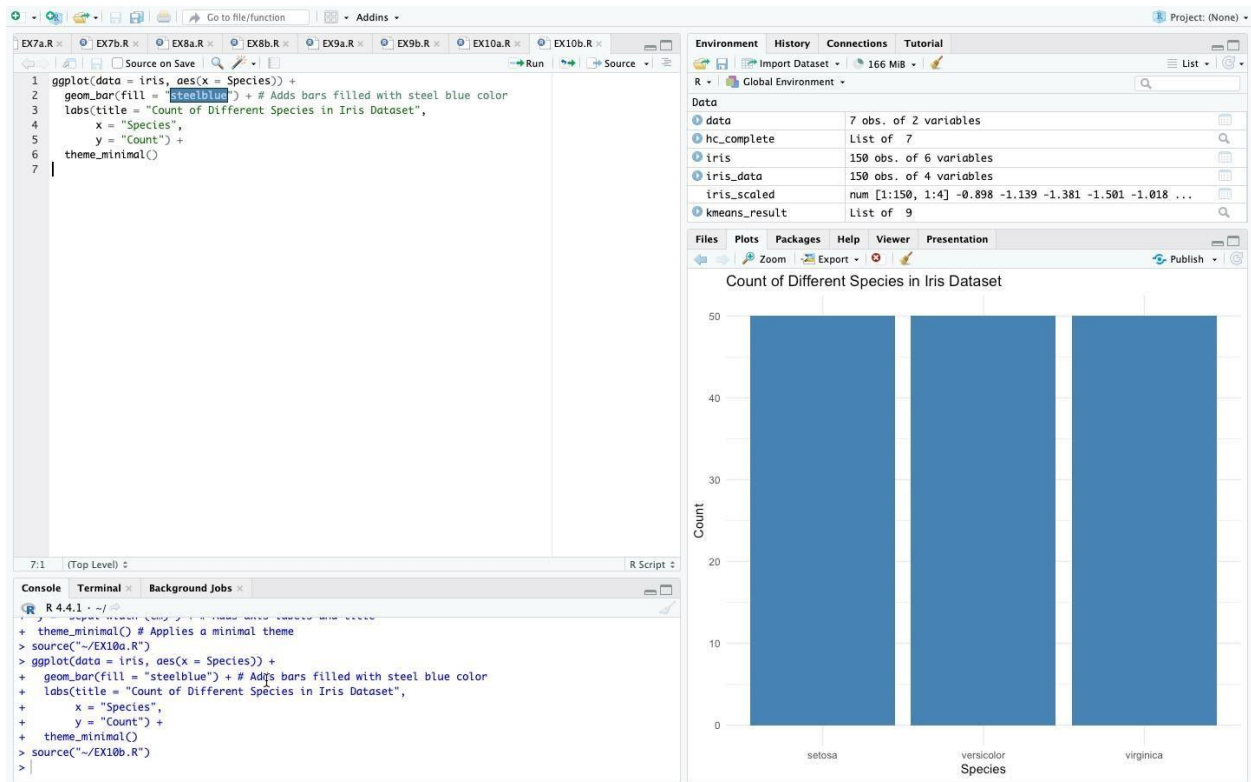 Go to file/function
Addins
Project: (None)
EX7a.R
EX7b.R
EX8a.R
EX8b.R
EX9a.R
EX9b.R
EX10a.R
EX10b.R
Source on Save
Run
Source
1 ggplot(data = iris, aes(x = Species)) +
2 geom_bar(fill = "steelblue") + # Adds bars filled with steel blue color
3 labs(title = "Count of Different Species in Iris Dataset",
4 x = "Species",
5 y = "Count") +
6 theme_minimal()
7
7:1 (Top Level) R Script
Console Terminal Background Jobs
R 4.4.1 · ~/
+ theme_minimal() # Applies a minimal theme
> source("~/EX10a.R")
> ggplot(data = iris, aes(x = Species)) +
+ geom_bar(fill = "steelblue") + # Adds bars filled with steel blue color
+ labs(title = "Count of Different Species in Iris Dataset",
+ x = "Species",
+ y = "Count") +
+ theme_minimal()
> source("~/EX10b.R")
>
Environment History Connections Tutorial
Import Dataset 166 MiB List
R Global Environment
Data
data 7 obs. of 2 variables
hc_complete List of 7
iris 150 obs. of 6 variables
iris_data 150 obs. of 4 variables
iris_scaled num [1:150, 1:4] -0.898 -1.139 -1.381 -1.501 -1.018 ...
kmeans_result List of 9
Files Plots Packages Help Viewer Presentation
Zoom Export Publish
Count of Different Species in Iris Dataset
50
40
30
20
10
0
Count
setosa versicolor virginica
Species